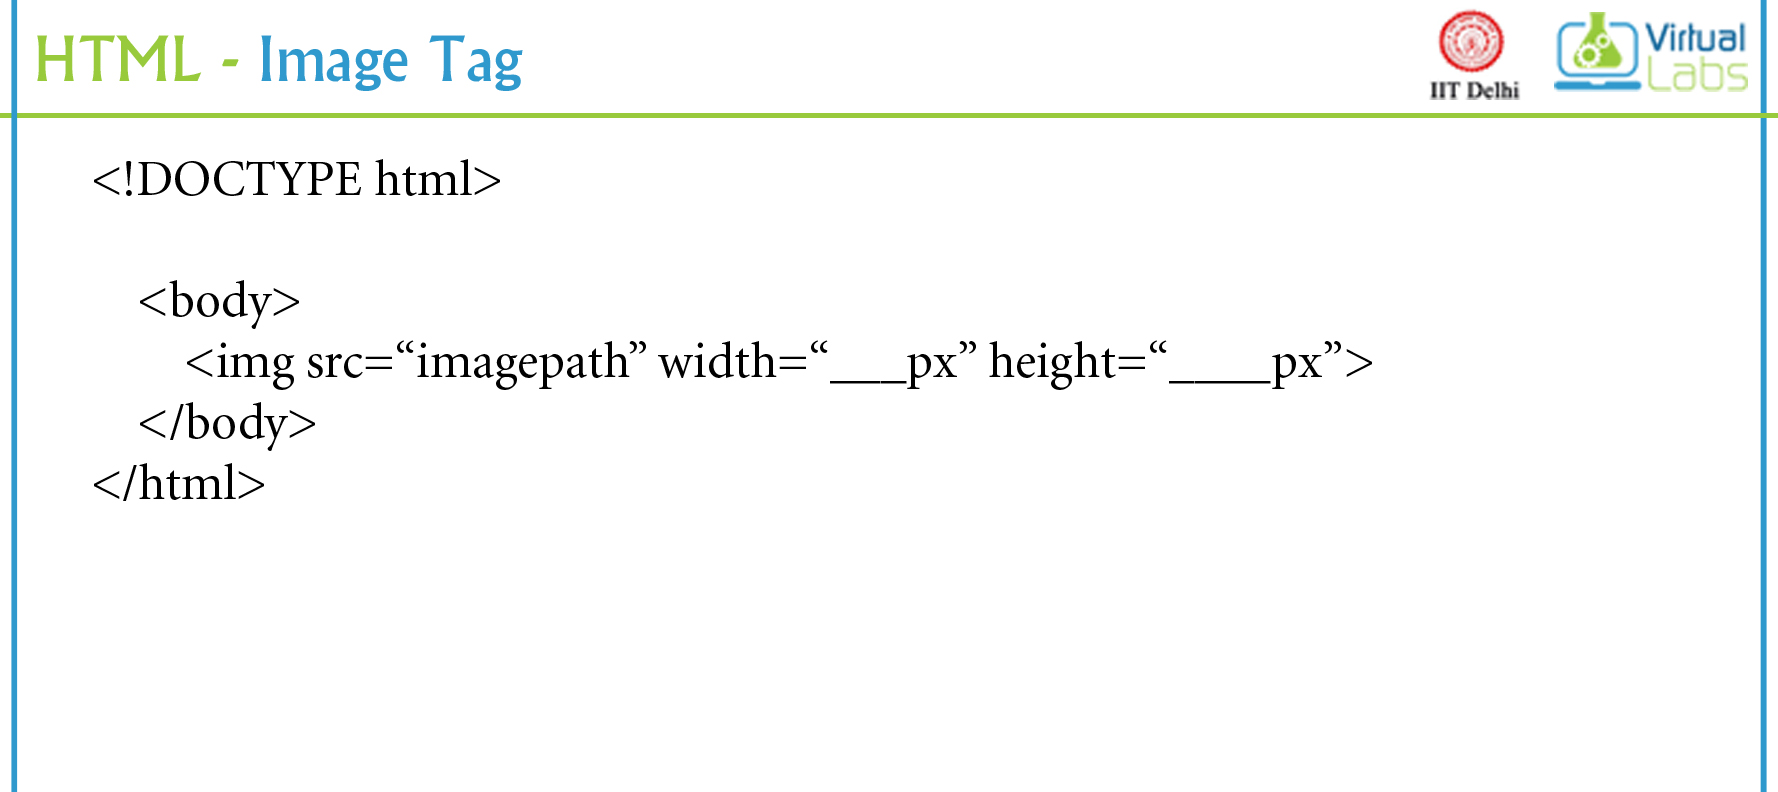 HTML - Image Tag
IIT Delhi
Virtual
Labs
<!DOCTYPE html>
<body>
<img src=“imagepath” width=“___px” height=“____px”>
</body>
</html>